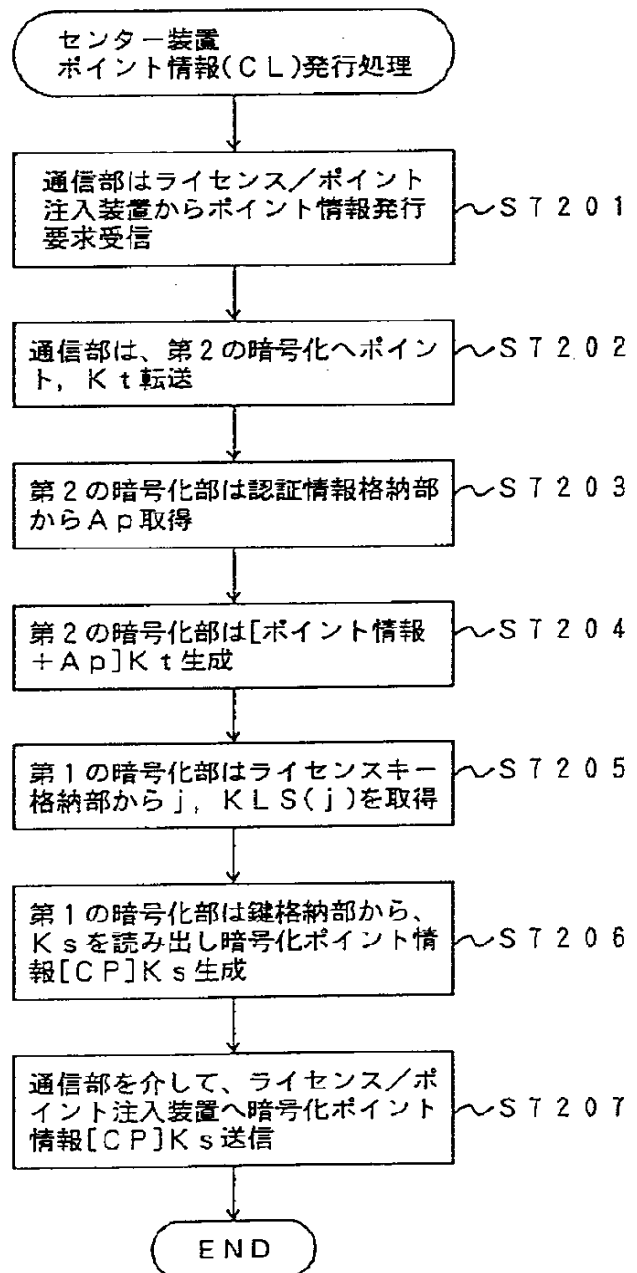 センター装置
ポイント情報(CL)発行処理
通信部はライセンス／ポイント
注入装置からポイント情報発行
要求受信
S7201
通信部は、第2の暗号化へポイン
ト，Kt転送
S7202
第2の暗号化部は認証情報格納部
からAp取得
S7203
第2の暗号化部は[ポイント情報
＋Ap]Kt生成
S7204
第1の暗号化部はライセンスキー
格納部からj，KLS(j)を取得
S7205
第1の暗号化部は鍵格納部から、
Ksを読み出し暗号化ポイント情
報[CP]Ks生成
S7206
通信部を介して、ライセンス／ポ
イント注入装置へ暗号化ポイント
情報[CP]Ks送信
S7207
END